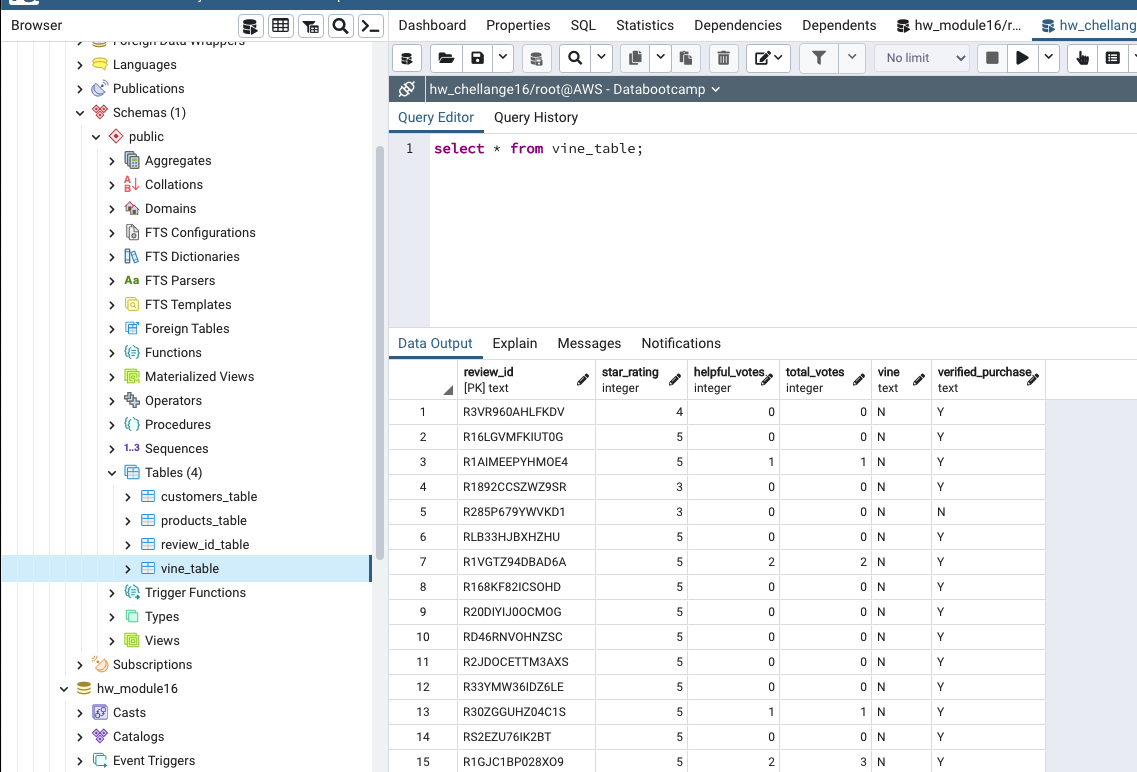 Browser
Dashboard Properties SQL Statistics Dependencies Dependents hw_module16/r... hw_chellang
Foreign Data Wrappers
Languages
Publications
Schemas (1)
public
Aggregates
Collations
Domains
FTS Configurations
FTS Dictionaries
Aa FTS Parsers
FTS Templates
Foreign Tables
Functions
Materialized Views
Operators
Procedures
1..3 Sequences
Tables (4)
customers_table
products_table
review_id_table
vine_table
Trigger Functions
Types
Views
Subscriptions
hw_module16
Casts
Catalogs
Event Triggers
No limit
hw_chellange16/root@AWS - Databootcamp
Query Editor Query History
1 select * from vine_table;
Data Output Explain Messages Notifications
review_id star_rating helpful_votes total_votes vine verified_purchase
[PK] text integer integer integer text text
1 R3VR960AHLFKDV 4 0 0 N Y
2 R16LGVMFKIUT0G 5 0 0 N Y
3 R1AIMEEPYHMOE4 5 1 1 N Y
4 R1892CCSZWZ9SR 3 0 0 N Y
5 R285P679YWVKD1 3 0 0 N N
6 RLB33HJBXHZHU 5 0 0 N Y
7 R1VGTZ94DBAD6A 5 2 2 N Y
8 R168KF82ICSOHD 5 0 0 N Y
9 R20DIYIJ0OCMOG 5 0 0 N Y
10 RD46RNVOHNZSC 5 0 0 N Y
11 R2JDOCETTM3AXS 5 0 0 N Y
12 R33YMW36IDZ6LE 5 0 0 N Y
13 R30ZGGUHZ04C1S 5 1 1 N Y
14 RS2EZU76IK2BT 5 0 0 N Y
15 R1GJC1BP028XO9 5 2 3 N Y